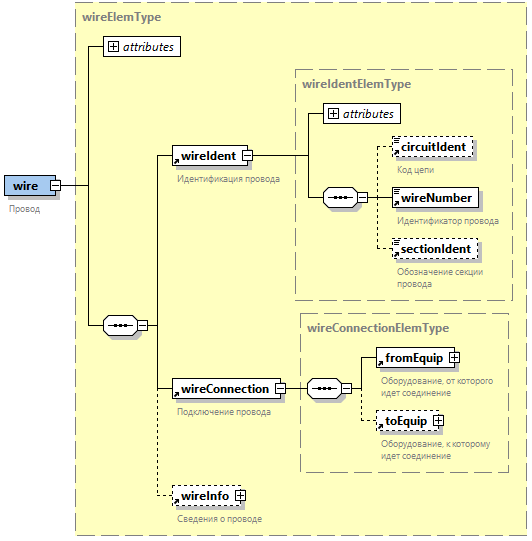 wireElemType
attributes
wireIdentElemType
attributes
circuitIdent
Код цепи
wireIdent
Идентификация провода
wire
Провод
wireNumber
Идентификатор провода
sectionIdent
Обозначение секции
провода
wireConnectionElemType
fromEquip
Оборудование, от которого
идет соединение
wireConnection
Подключение провода
toEquip
Оборудование, к которому
идет соединение
wireInfo
Сведения о проводе